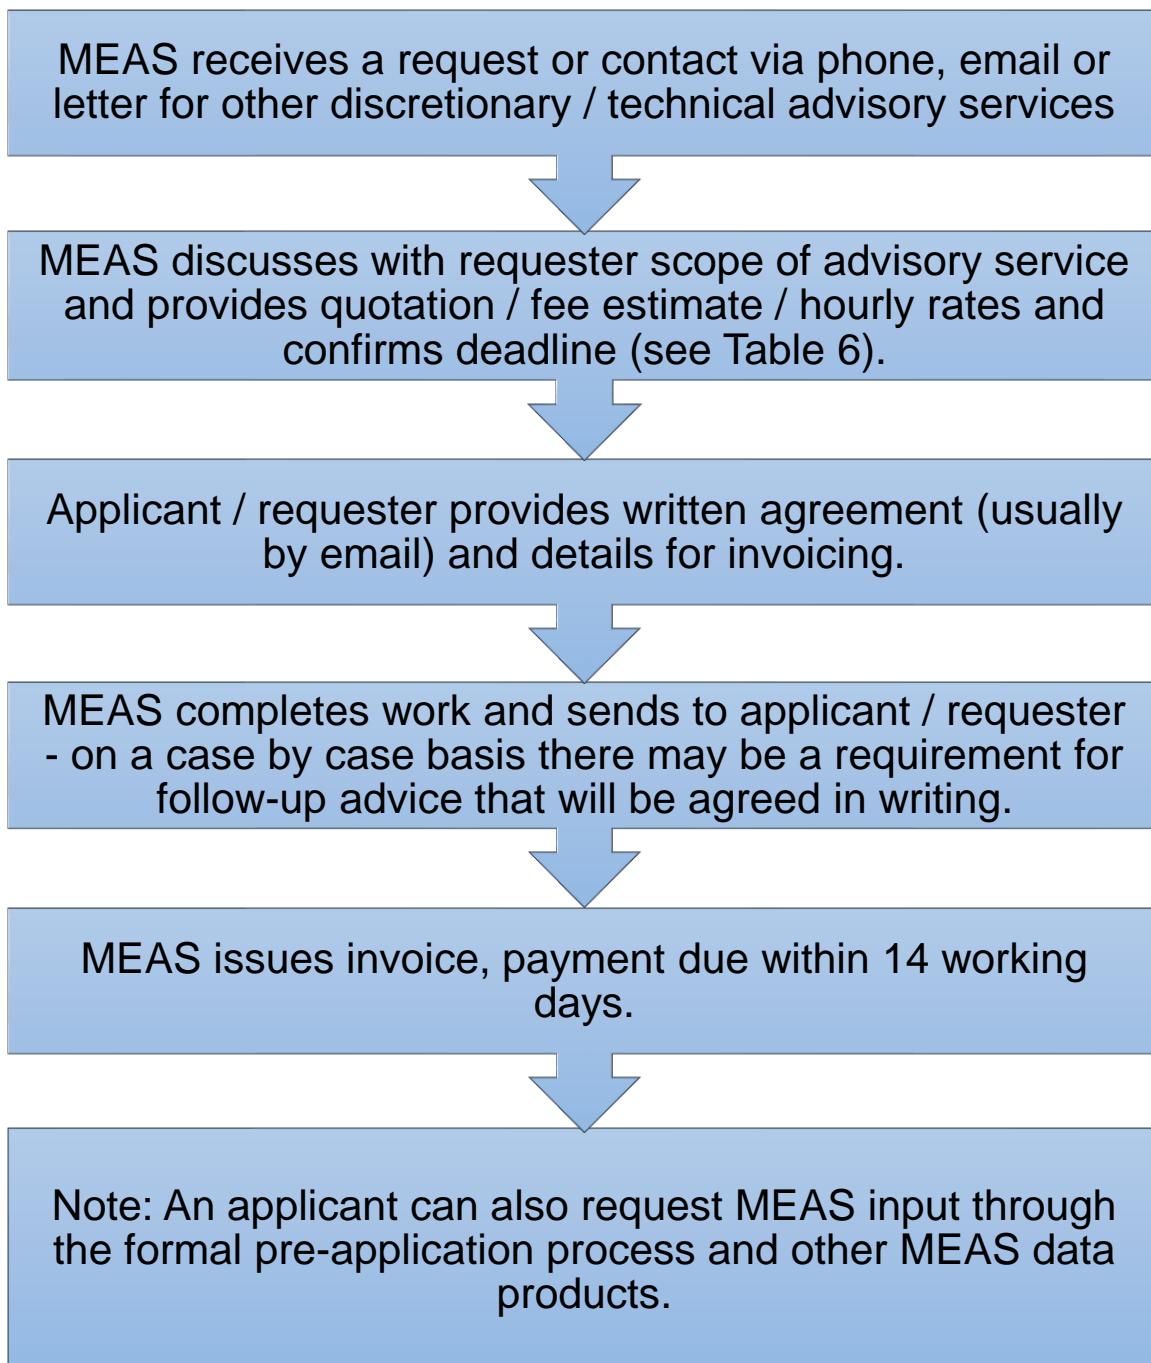 MEAS receives a request or contact via phone, email or
letter for other discretionary / technical advisory services
MEAS discusses with requester scope of advisory service
and provides quotation / fee estimate / hourly rates and
confirms deadline (see Table 6).
Applicant / requester provides written agreement (usually
by email) and details for invoicing.
MEAS completes work and sends to applicant / requester
- on a case by case basis there may be a requirement for
follow-up advice that will be agreed in writing.
MEAS issues invoice, payment due within 14 working
days.
Note: An applicant can also request MEAS input through
the formal pre-application process and other MEAS data
products.